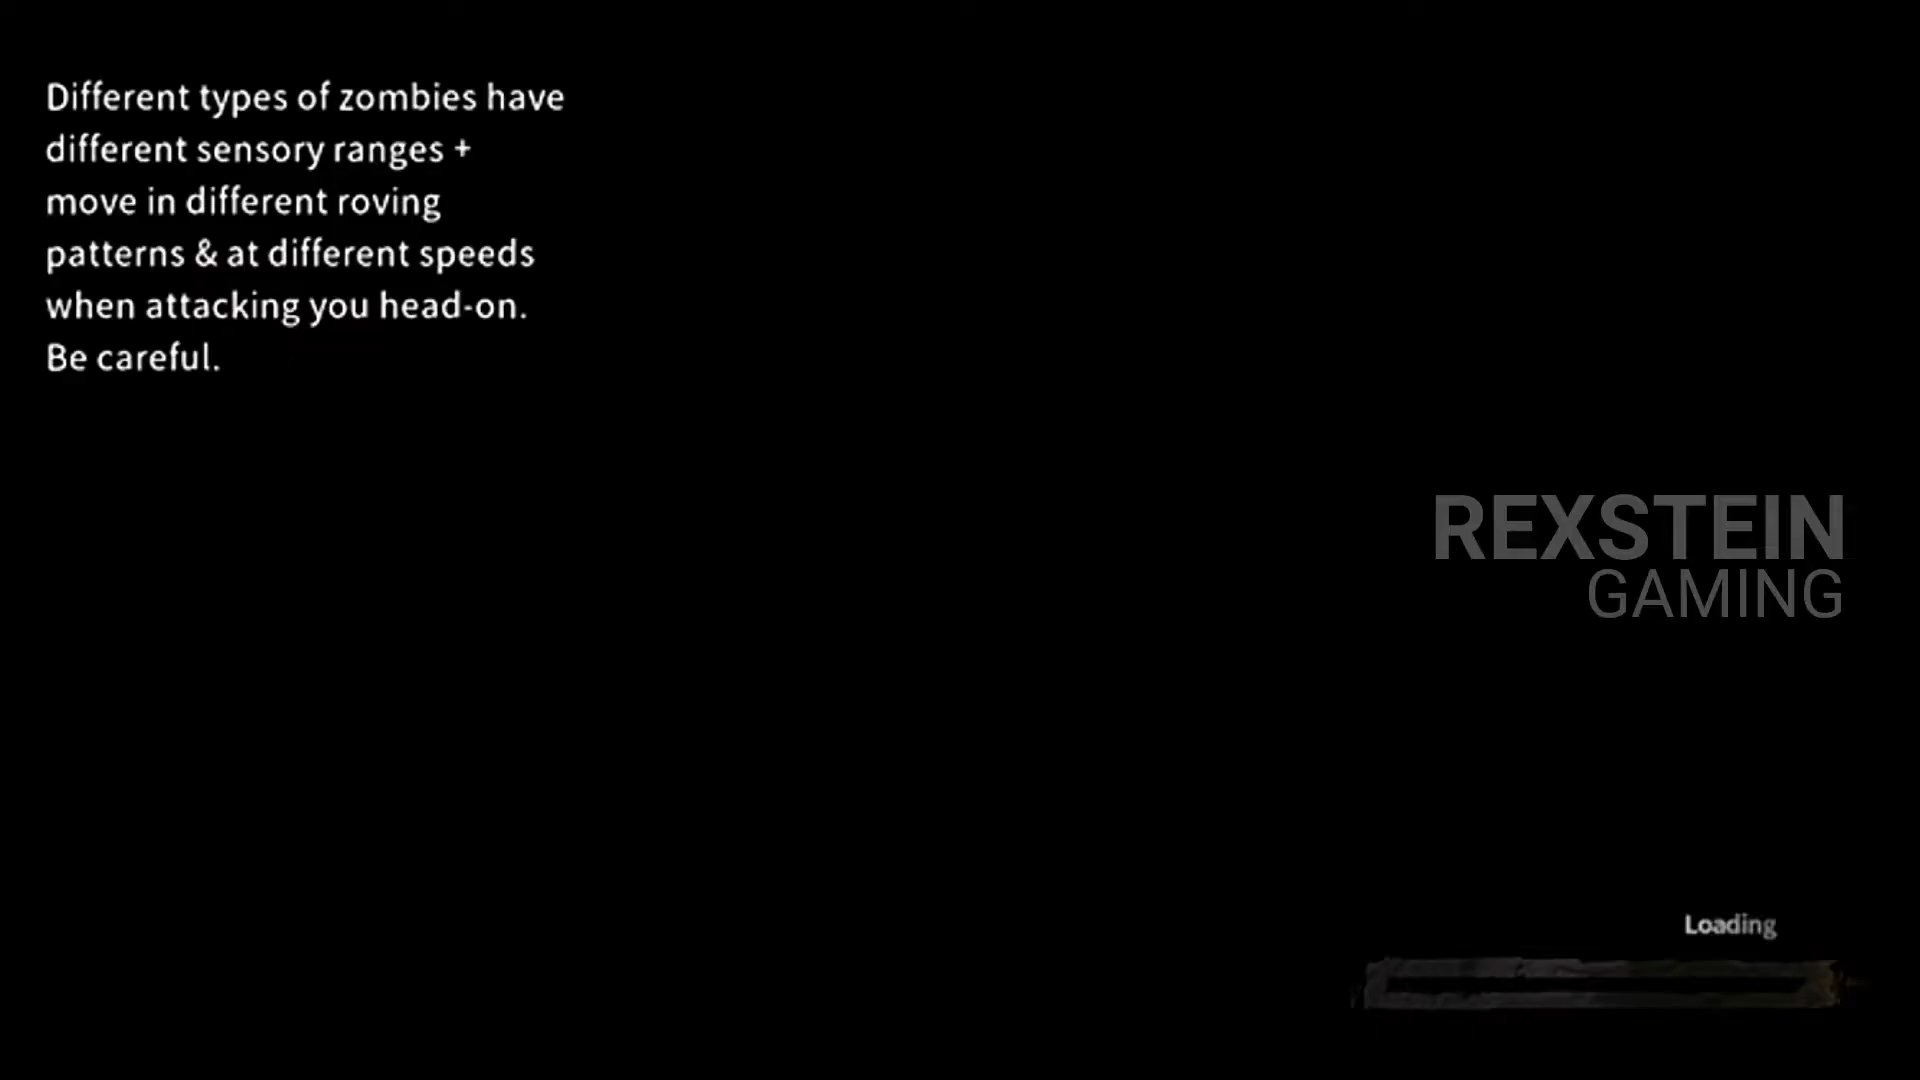 Different types of zombies have
different sensory ranges +
move in different roving
patterns & at different speeds
when attacking you head-on.
Be careful.
REXSTEIN
GAMING
Loading